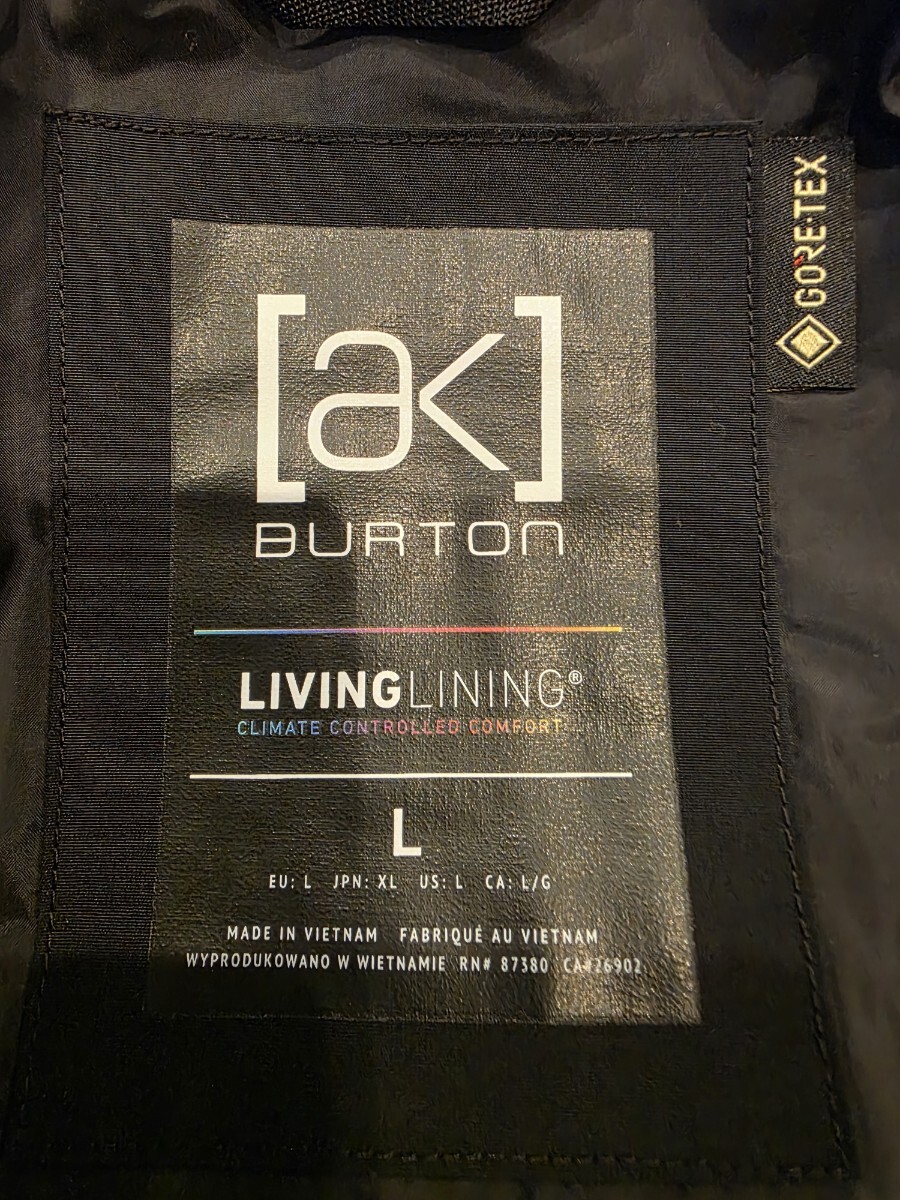 [ak]
BURTON
LIVINGLINING®
CLIMATE CONTROLLED COMFORT
L
EU: L JPN: XL US: L CA: L/G
MADE IN VIETNAM FABRIQUÉ AU VIETNAM
WYPRODUKOWANO W WIETNAMIE RN# 87380 CA#26902
GORE-TEX